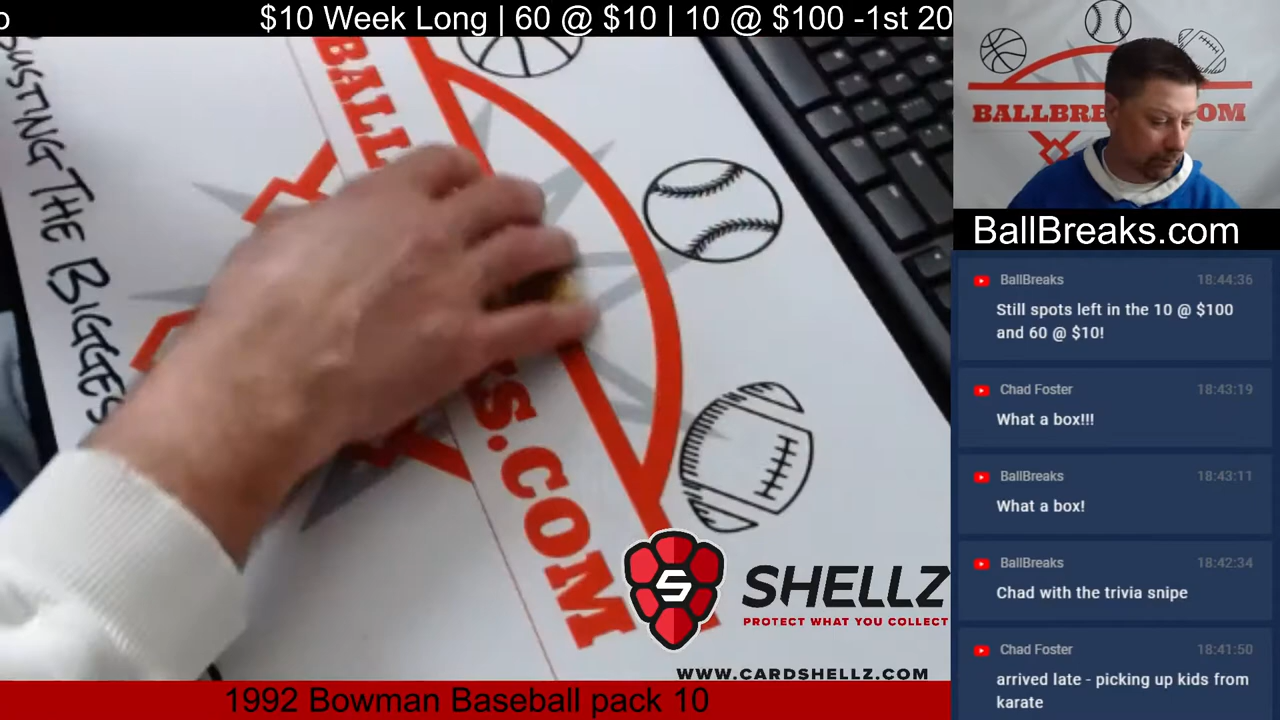 $10 Week Long | 60 @ $10 | 10 @ $100 -1st 20
BUSTING THE BIGGES
BALL
KS.COM
BALLBRE OM
BallBreaks.com
BallBreaks 18:44:36
Still spots left in the 10 @ $100
and 60 @ $10!
Chad Foster 18:43:19
What a box!!!
BallBreaks 18:43:11
What a box!
BallBreaks 18:42:34
Chad with the trivia snipe
Chad Foster 18:41:50
arrived late - picking up kids from
karate
S SHELLZ
PROTECT WHAT YOU COLLECT
WWW.CARDSHELLZ.COM
1992 Bowman Baseball pack 10